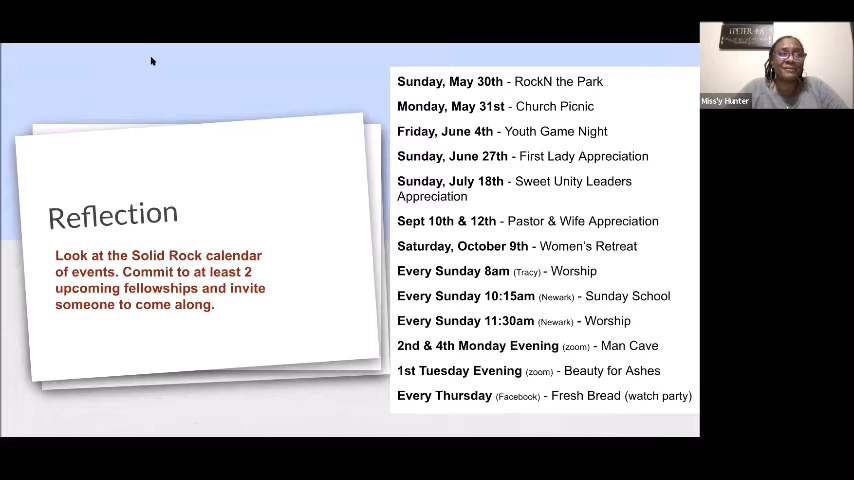 Reflection
Look at the Solid Rock calendar
of events. Commit to at least 2
upcoming fellowships and invite
someone to come along.
Sunday, May 30th - RockN the Park
Monday, May 31st - Church Picnic
Friday, June 4th - Youth Game Night
Sunday, June 27th - First Lady Appreciation
Sunday, July 18th - Sweet Unity Leaders
Appreciation
Sept 10th & 12th - Pastor & Wife Appreciation
Saturday, October 9th - Women's Retreat
Every Sunday 8am (Tracy) - Worship
Every Sunday 10:15am (Newark) - Sunday School
Every Sunday 11:30am (Newark) - Worship
2nd & 4th Monday Evening (zoom) - Man Cave
1st Tuesday Evening (zoom) - Beauty for Ashes
Every Thursday (Facebook) - Fresh Bread (watch party)
Miss'y Hunter